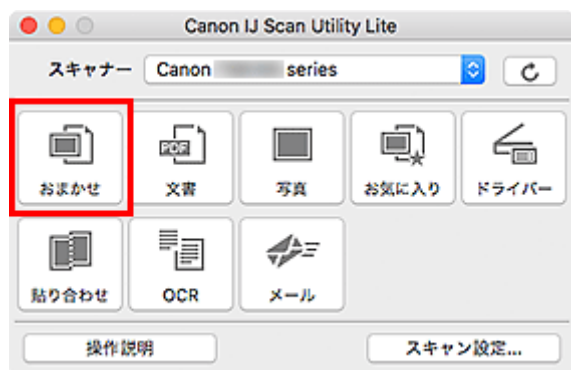 Canon IJ Scan Utility Lite
スキャナー Canon series
おまかせ 文書 写真 お気に入り ドライバー
PDF
貼り合わせ OCR メール
操作説明 スキャン設定...